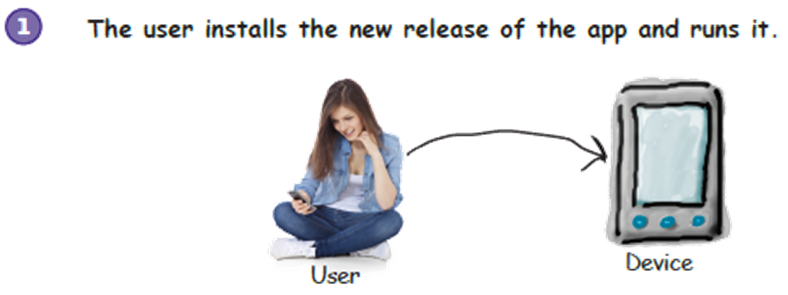 1 The user installs the new release of the app and runs it.
User
Device